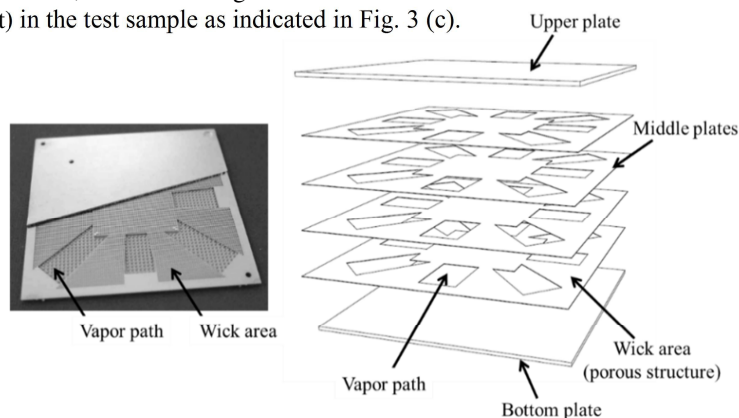 t) in the test sample as indicated in Fig. 3 (c).
Upper plate
Middle plates
Vapor path
Wick area
Wick area
(porous structure)
Vapor path
Bottom plate